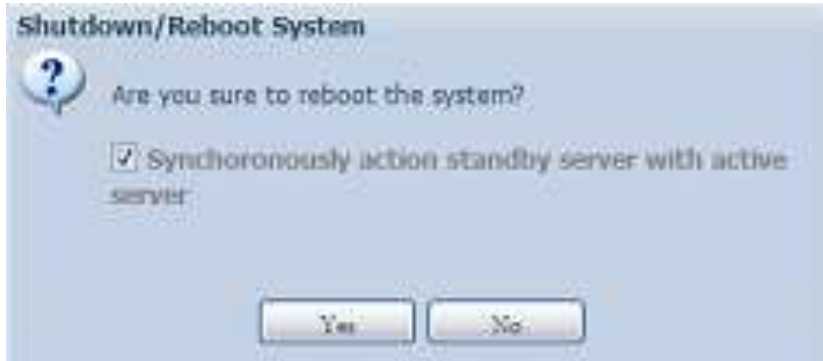 Shutdown/Reboot System
Are you sure to reboot the system?
Synchoronously action standby server with active
server
Yes
No